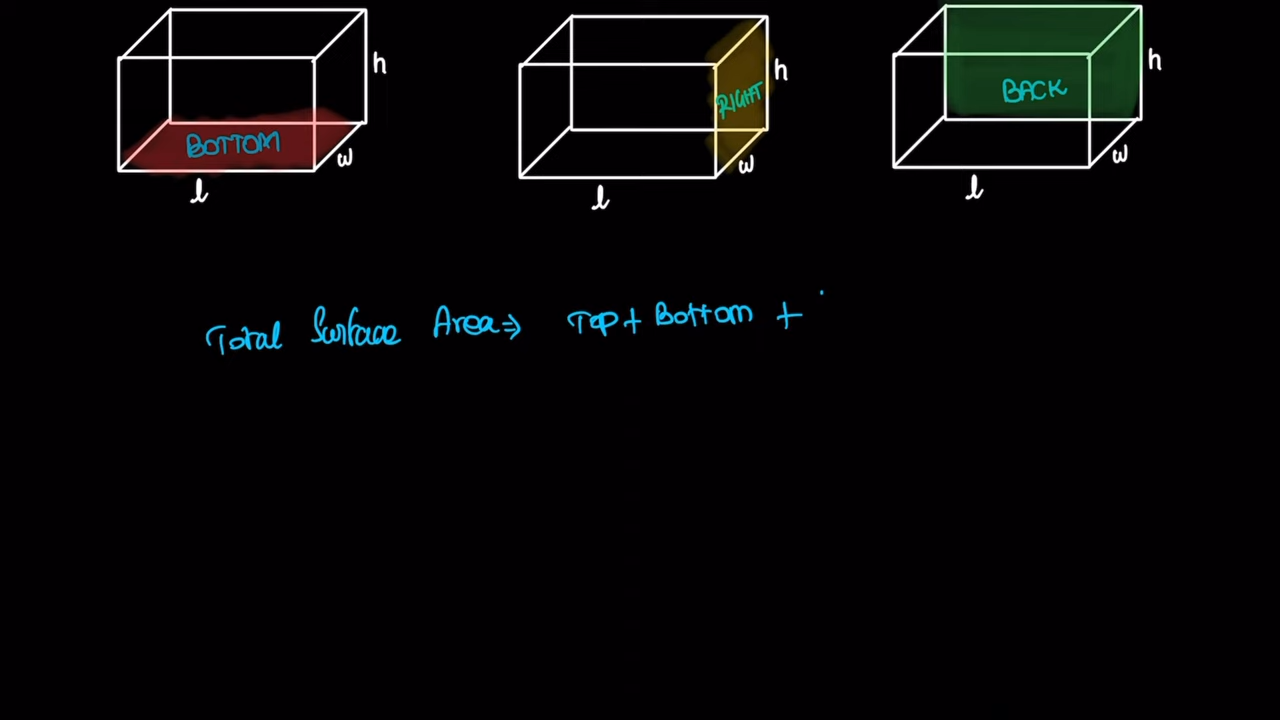 h h h
BOTTOM RIGHT BACK
w w w
l l l
Total Surface Area ⇒ Top + Bottom +